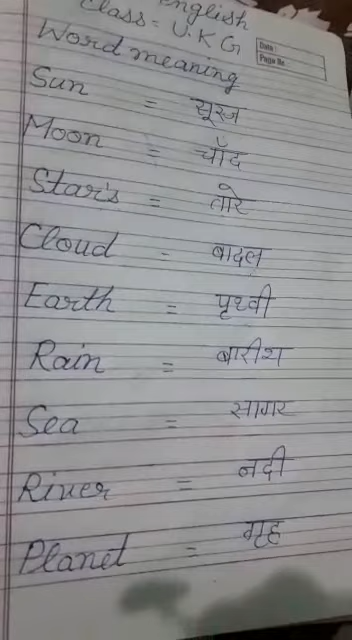 English
Class = U.K.G
Date :
Page No.
Word meaning
Sun = सूरज
Moon = चाँद
Star's = तारे
Cloud = बादल
Earth = पृथ्वी
Rain = बारीश
Sea = सागर
River = नदी
Planet = गृह